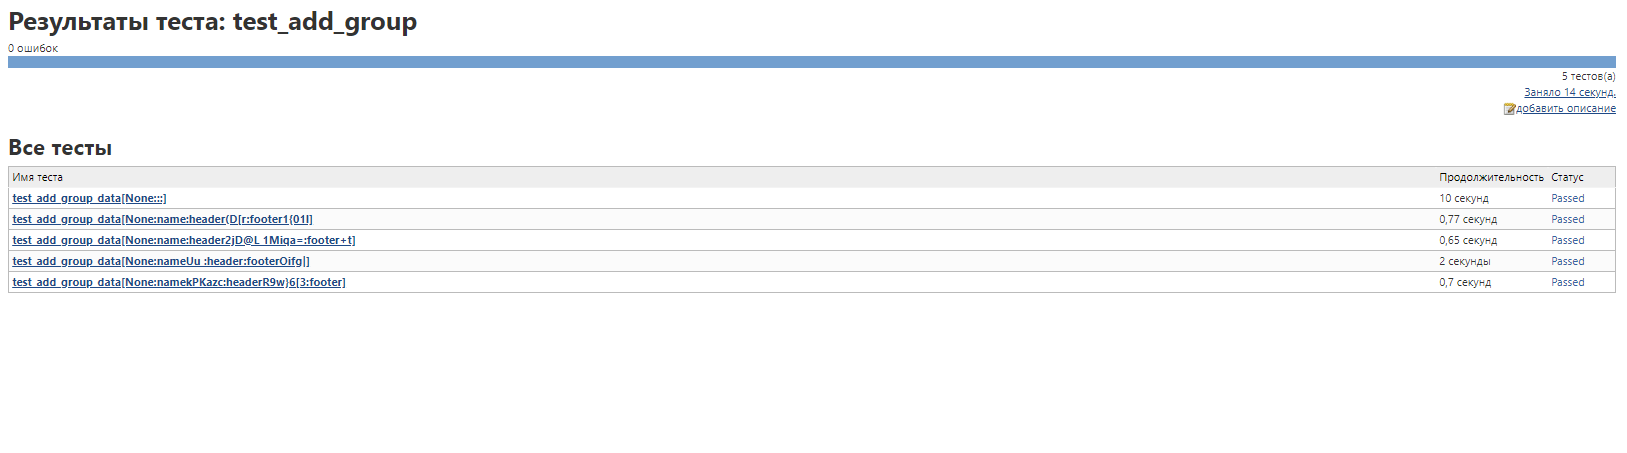 Результаты теста: test_add_group
0 ошибок
5 тестов(а)
Заняло 14 секунд.
добавить описание
Все тесты
Имя теста Продолжительность Статус
test_add_group_data[None:::] 10 секунд Passed
test_add_group_data[None:name:header(D[r:footer1{01I] 0,77 секунд Passed
test_add_group_data[None:name:header2jD@L 1Miqa=:footer+t] 0,65 секунд Passed
test_add_group_data[None:nameUu :header:footerOifg|] 2 секунды Passed
test_add_group_data[None:namekPKazc:headerR9w}6[3:footer] 0,7 секунд Passed